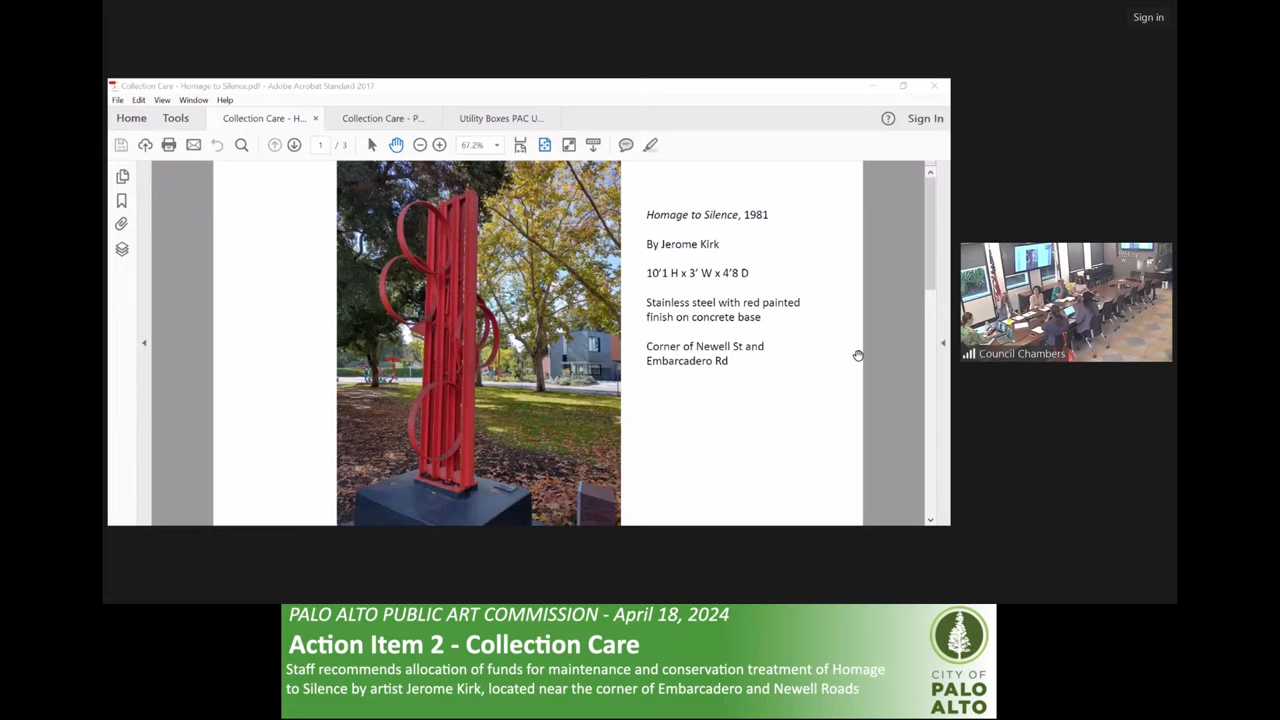 Sign in
Collection Care - Homage to Silence.pdf - Adobe Acrobat Standard 2017
File Edit View Window Help
Home Tools Collection Care - H... × Collection Care - P... Utility Boxes PAC U... Sign In
1 / 3 67.2%
Homage to Silence, 1981
By Jerome Kirk
10'1 H x 3' W x 4'8 D
Stainless steel with red painted
finish on concrete base
Corner of Newell St and
Embarcadero Rd
Council Chambers
PALO ALTO PUBLIC ART COMMISSION - April 18, 2024
Action Item 2 - Collection Care
Staff recommends allocation of funds for maintenance and conservation treatment of Homage
to Silence by artist Jerome Kirk, located near the corner of Embarcadero and Newell Roads
CITY OF
PALO
ALTO